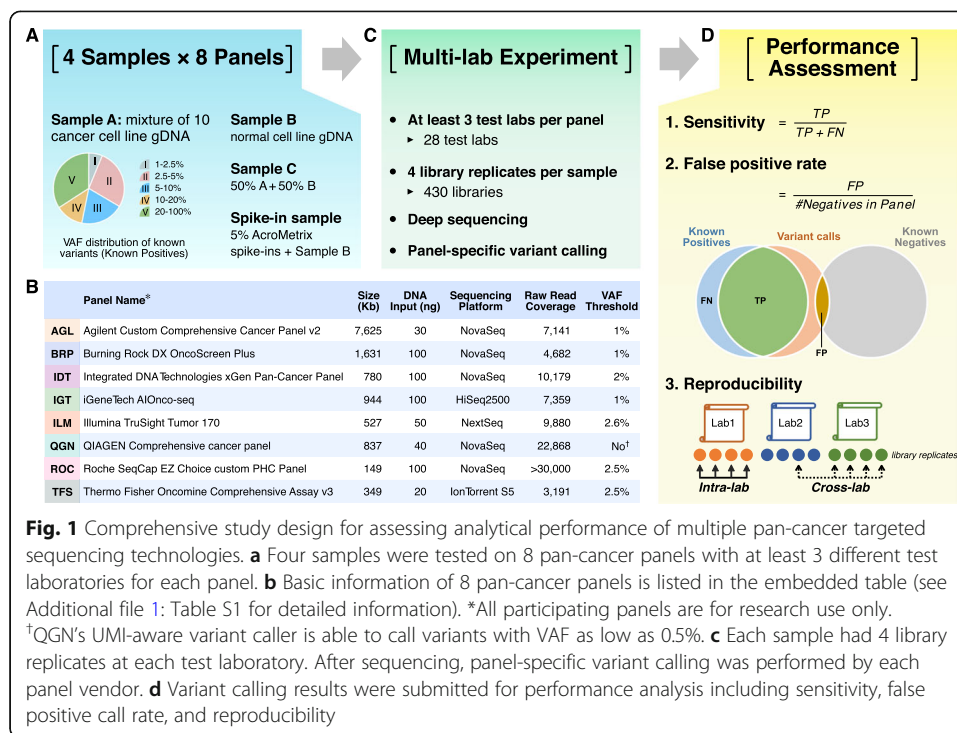 A
[ 4 Samples × 8 Panels ]
Sample A: mixture of 10
cancer cell line gDNA
I
II
III
IV
V
I 1-2.5%
II 2.5-5%
III 5-10%
IV 10-20%
V 20-100%
VAF distribution of known
variants (Known Positives)
Sample B
normal cell line gDNA
Sample C
50% A + 50% B
Spike-in sample
5% AcroMetrix
spike-ins + Sample B
C
[ Multi-lab Experiment ]
• At least 3 test labs per panel
▸ 28 test labs
• 4 library replicates per sample
▸ 430 libraries
• Deep sequencing
• Panel-specific variant calling
D
[ Performance
Assessment ]
1. Sensitivity = TP / TP + FN
2. False positive rate
= FP / #Negatives in Panel
Known
Positives
Variant calls
Known
Negatives
FN
TP
FP
3. Reproducibility
Lab1 Lab2 Lab3
library replicates
Intra-lab Cross-lab
B
Panel Name* Size (Kb) DNA Input (ng) Sequencing Platform Raw Read Coverage VAF Threshold
AGL Agilent Custom Comprehensive Cancer Panel v2 7,625 30 NovaSeq 7,141 1%
BRP Burning Rock DX OncoScreen Plus 1,631 100 NovaSeq 4,682 1%
IDT Integrated DNA Technologies xGen Pan-Cancer Panel 780 100 NovaSeq 10,179 2%
IGT iGeneTech AIOnco-seq 944 100 HiSeq2500 7,359 1%
ILM Illumina TruSight Tumor 170 527 50 NextSeq 9,880 2.6%
QGN QIAGEN Comprehensive cancer panel 837 40 NovaSeq 22,868 No†
ROC Roche SeqCap EZ Choice custom PHC Panel 149 100 NovaSeq >30,000 2.5%
TFS Thermo Fisher Oncomine Comprehensive Assay v3 349 20 IonTorrent S5 3,191 2.5%
Fig. 1 Comprehensive study design for assessing analytical performance of multiple pan-cancer targeted
sequencing technologies. a Four samples were tested on 8 pan-cancer panels with at least 3 different test
laboratories for each panel. b Basic information of 8 pan-cancer panels is listed in the embedded table (see
Additional file 1: Table S1 for detailed information). *All participating panels are for research use only.
†QGN's UMI-aware variant caller is able to call variants with VAF as low as 0.5%. c Each sample had 4 library
replicates at each test laboratory. After sequencing, panel-specific variant calling was performed by each
panel vendor. d Variant calling results were submitted for performance analysis including sensitivity, false
positive call rate, and reproducibility